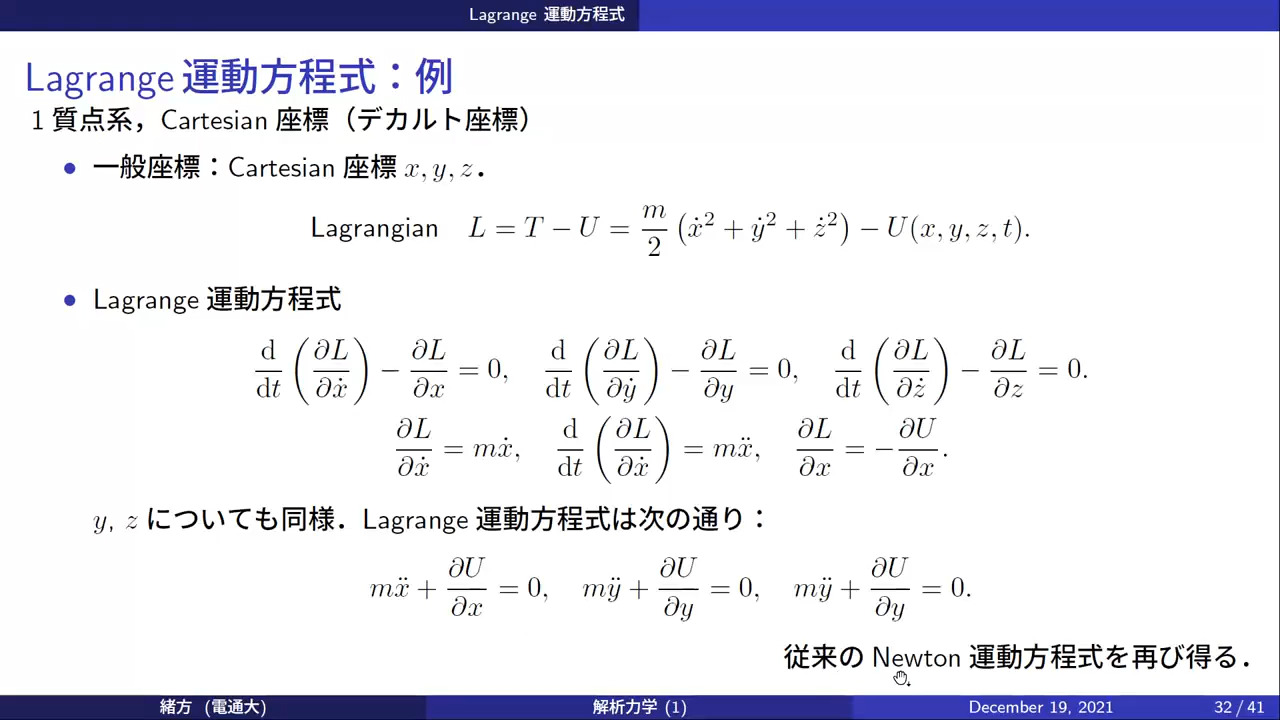 Lagrange 運動方程式
Lagrange 運動方程式：例
1 質点系，Cartesian 座標（デカルト座標）
• 一般座標：Cartesian 座標 x, y, z．
Lagrangian L = T − U = m/2 (ẋ² + ẏ² + ż²) − U(x, y, z, t).
• Lagrange 運動方程式
d/dt (∂L/∂ẋ) − ∂L/∂x = 0, d/dt (∂L/∂ẏ) − ∂L/∂y = 0, d/dt (∂L/∂ż) − ∂L/∂z = 0.
∂L/∂ẋ = mẋ, d/dt (∂L/∂ẋ) = mẍ, ∂L/∂x = −∂U/∂x.
y, z についても同様．Lagrange 運動方程式は次の通り：
mẍ + ∂U/∂x = 0, mÿ + ∂U/∂y = 0, mÿ + ∂U/∂y = 0.
従来の Newton 運動方程式を再び得る．
緒方 (電通大) 解析力学 (1) December 19, 2021 32 / 41